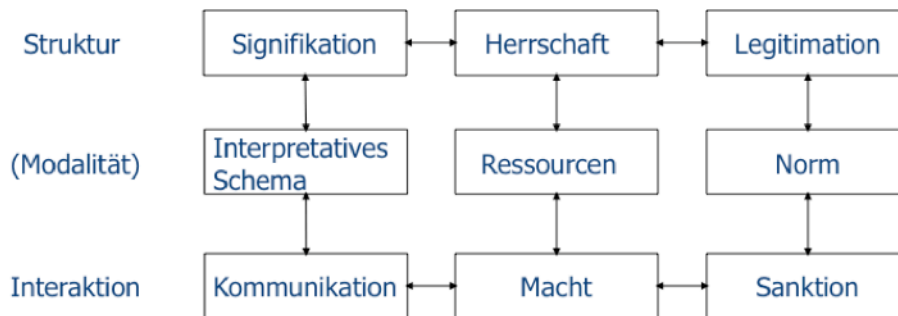 Struktur
Signifikation
Herrschaft
Legitimation
(Modalität)
Interpretatives
Schema
Ressourcen
Norm
Interaktion
Kommunikation
Macht
Sanktion